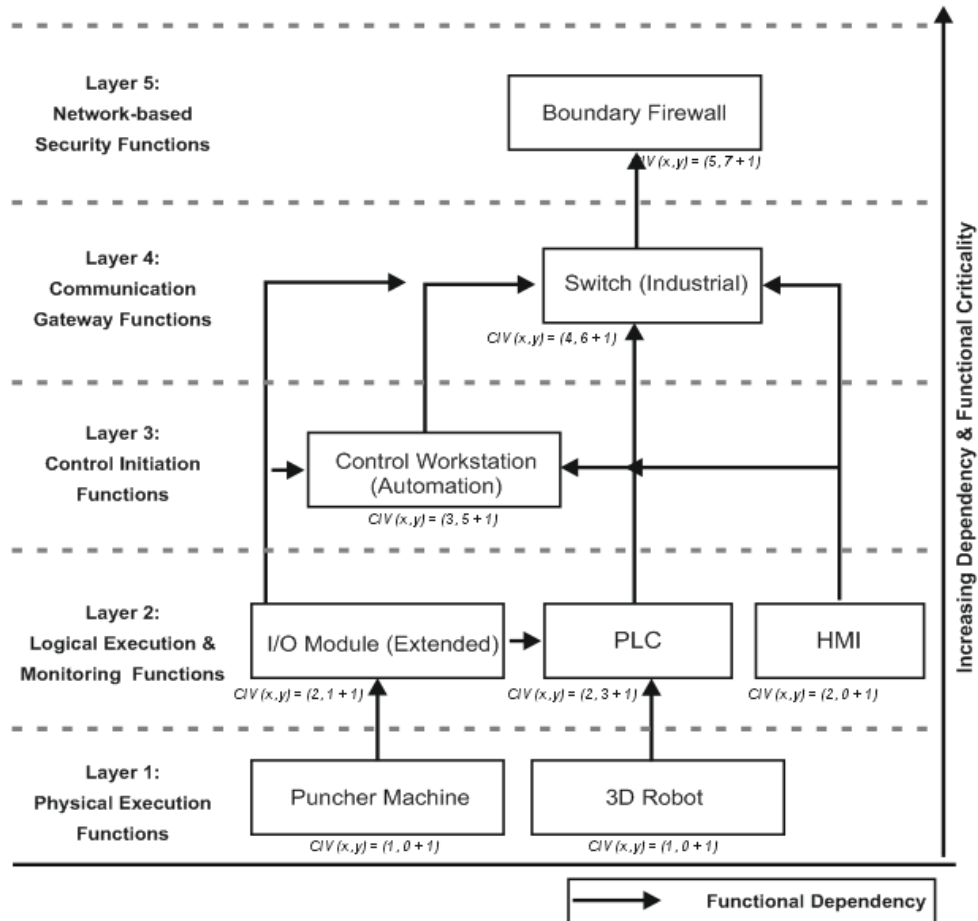 Layer 5:
Network-based
Security Functions
Boundary Firewall
CIV (x,y) = (5, 7 + 1)
Layer 4:
Communication
Gateway Functions
Switch (Industrial)
CIV (x,y) = (4, 6 + 1)
Layer 3:
Control Initiation
Functions
Control Workstation
(Automation)
CIV (x,y) = (3, 5 + 1)
Layer 2:
Logical Execution &
Monitoring Functions
I/O Module (Extended)
CIV (x,y) = (2, 1 + 1)
PLC
CIV (x,y) = (2, 3 + 1)
HMI
CIV (x,y) = (2, 0 + 1)
Layer 1:
Physical Execution
Functions
Puncher Machine
CIV (x,y) = (1, 0 + 1)
3D Robot
CIV (x,y) = (1, 0 + 1)
Increasing Dependency & Functional Criticality
Functional Dependency